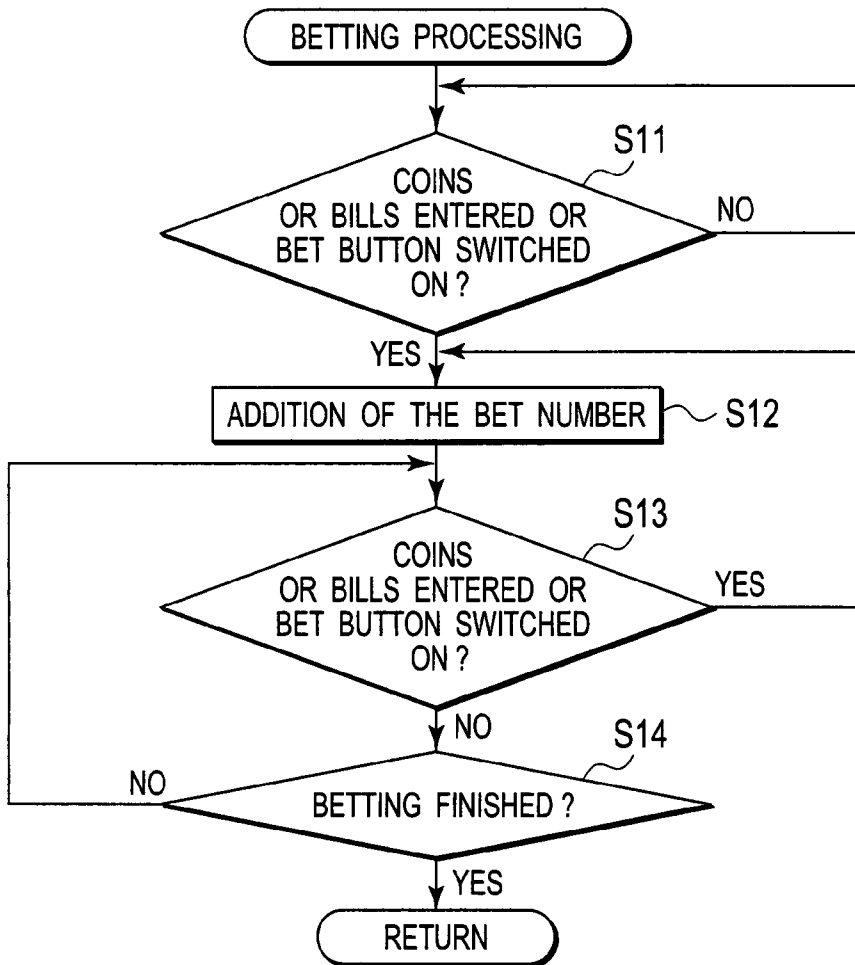 BETTING PROCESSING
S11
COINS
OR BILLS ENTERED OR
BET BUTTON SWITCHED
ON?
NO
YES
ADDITION OF THE BET NUMBER
S12
S13
COINS
OR BILLS ENTERED OR
BET BUTTON SWITCHED
ON?
YES
NO
S14
NO
BETTING FINISHED?
YES
RETURN